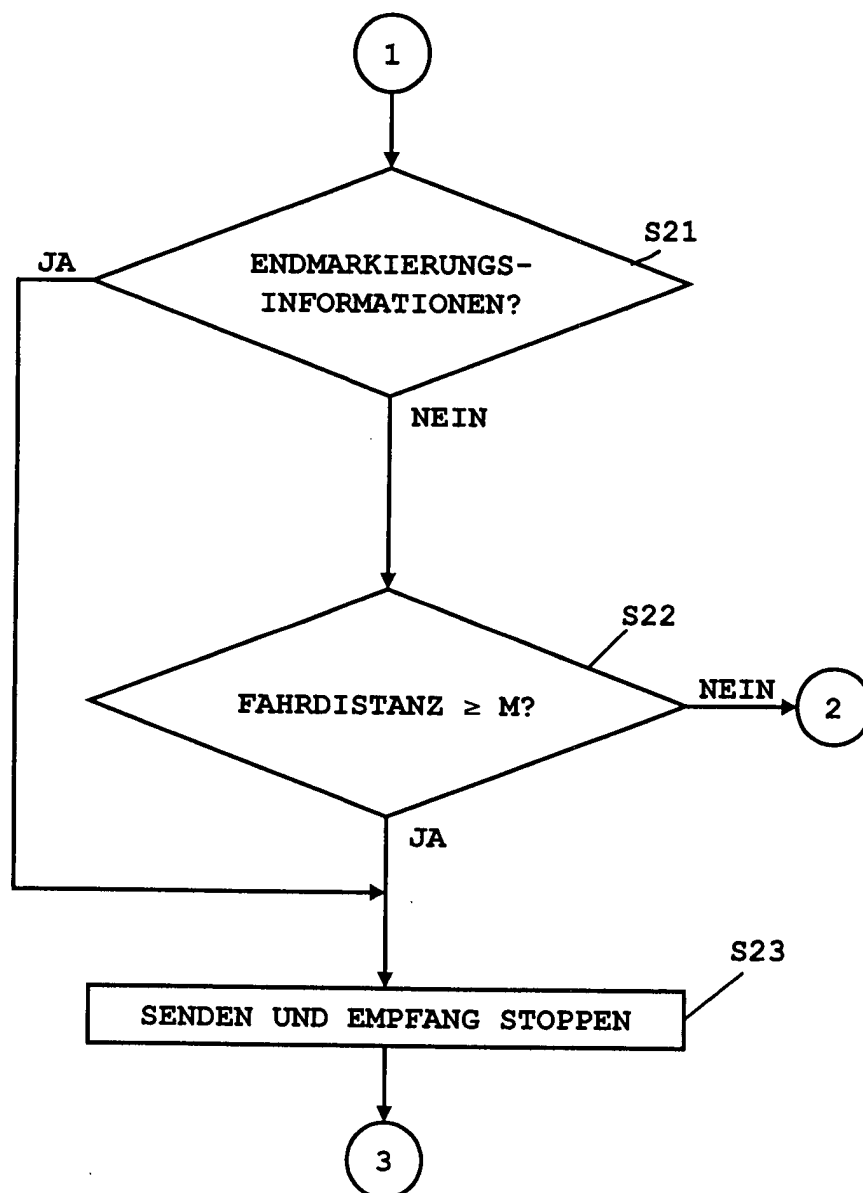 1
S21
JA
ENDMARKIERUNGS-
INFORMATIONEN?
NEIN
S22
FAHRDISTANZ ≥ M?
NEIN
2
JA
S23
SENDEN UND EMPFANG STOPPEN
3